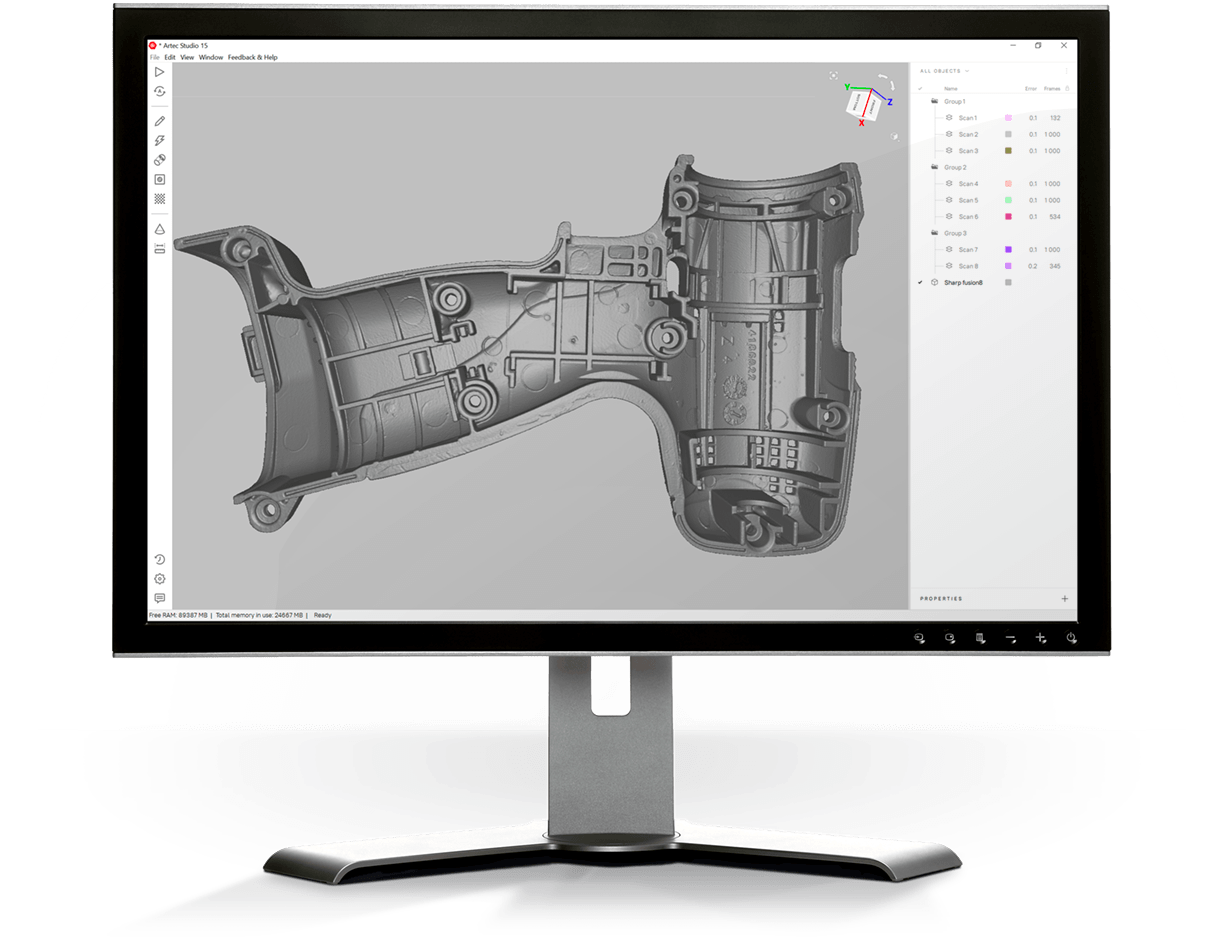 * Artec Studio 15
File Edit View Window Feedback & Help
ALL OBJECTS
Name Error Frames
Group 1
Scan 1 0.1 132
Scan 2 0.1 1 000
Scan 3 0.1 1 000
Group 2
Scan 4 0.1 1 000
Scan 5 0.1 1 000
Scan 6 0.1 534
Group 3
Scan 7 0.1 1 000
Scan 8 0.2 345
Sharp fusion8
Y
Z
X
BOTTOM
Z 4
PROPERTIES
Free RAM: 89387 MB | Total memory in use: 24667 MB | Ready